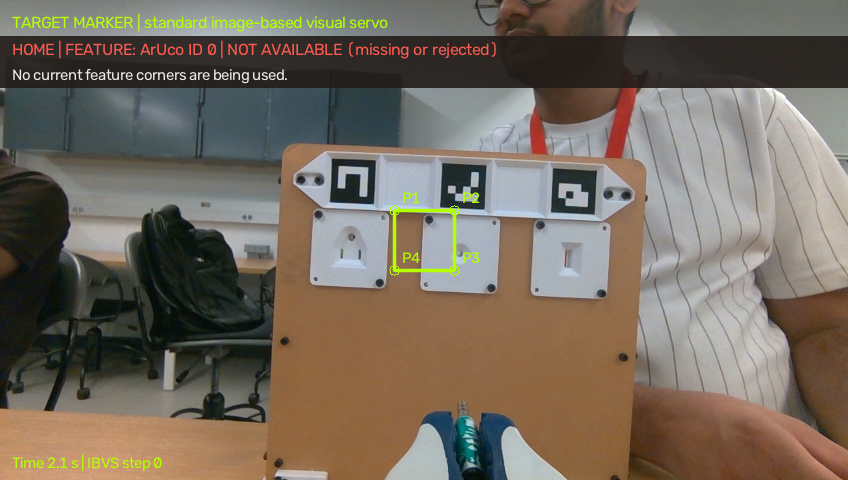 TARGET MARKER | standard image-based visual servo
HOME | FEATURE: ArUco ID 0 | NOT AVAILABLE (missing or rejected)
No current feature corners are being used.
P1 P2
P4 P3
Time 2.1 s | IBVS step 0